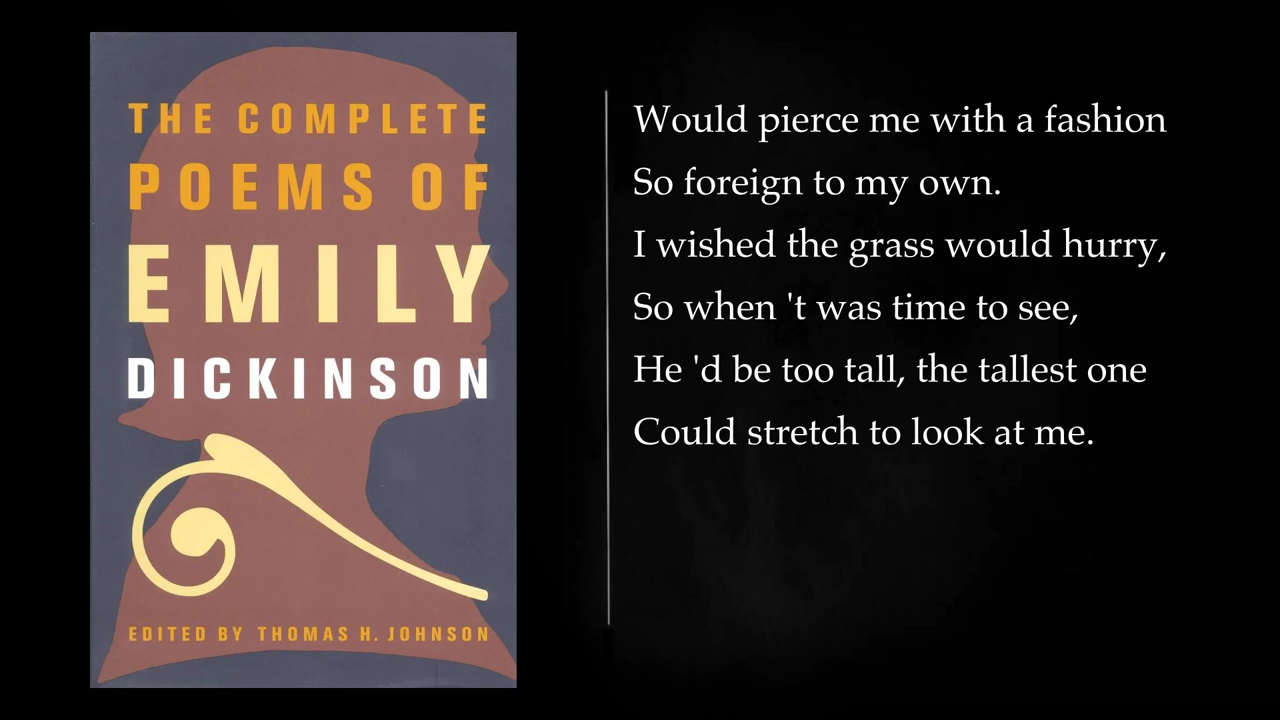 THE COMPLETE
POEMS OF
EMILY
DICKINSON
EDITED BY THOMAS H. JOHNSON
Would pierce me with a fashion
So foreign to my own.
I wished the grass would hurry,
So when 't was time to see,
He 'd be too tall, the tallest one
Could stretch to look at me.